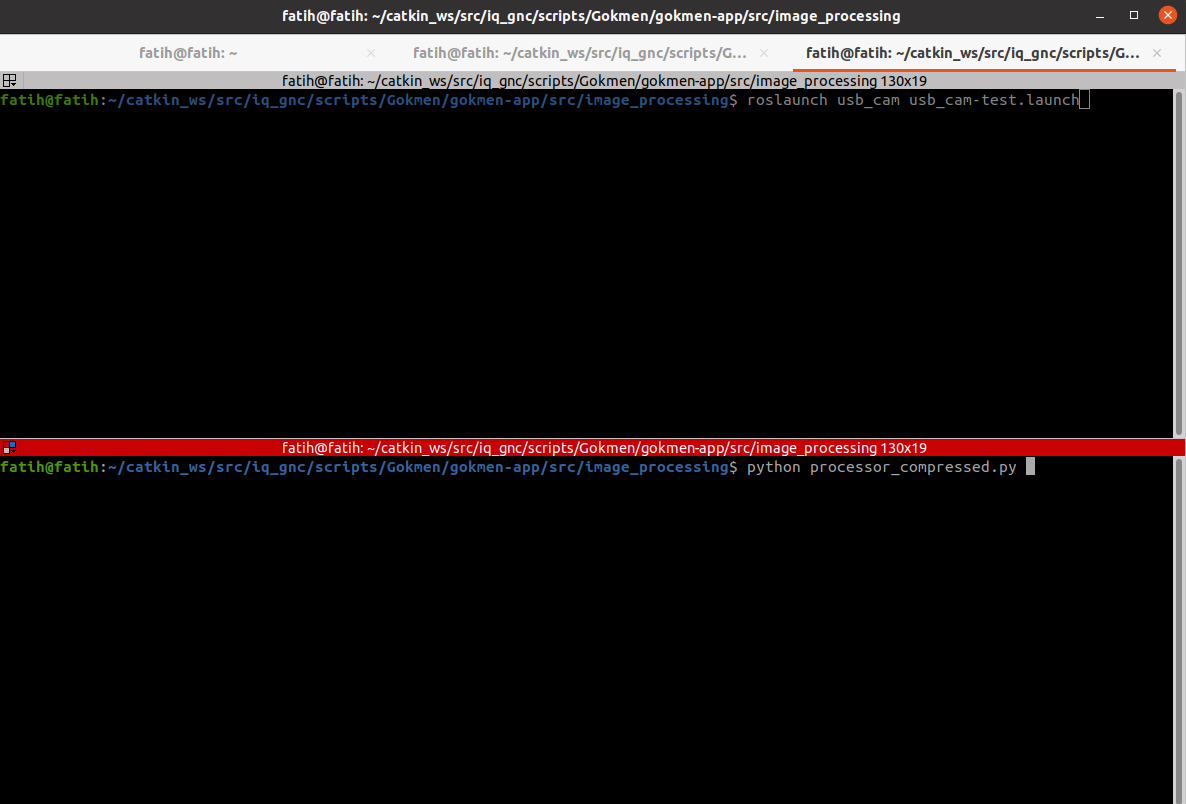 fatih@fatih: ~/catkin_ws/src/iq_gnc/scripts/Gokmen/gokmen-app/src/image_processing
fatih@fatih: ~
fatih@fatih: ~/catkin_ws/src/iq_gnc/scripts/G...
fatih@fatih: ~/catkin_ws/src/iq_gnc/scripts/G...
fatih@fatih: ~/catkin_ws/src/iq_gnc/scripts/Gokmen/gokmen-app/src/image_processing 130x19
fatih@fatih:~/catkin_ws/src/iq_gnc/scripts/Gokmen/gokmen-app/src/image_processing$ roslaunch usb_cam usb_cam-test.launch
fatih@fatih: ~/catkin_ws/src/iq_gnc/scripts/Gokmen/gokmen-app/src/image_processing 130x19
fatih@fatih:~/catkin_ws/src/iq_gnc/scripts/Gokmen/gokmen-app/src/image_processing$ python processor_compressed.py